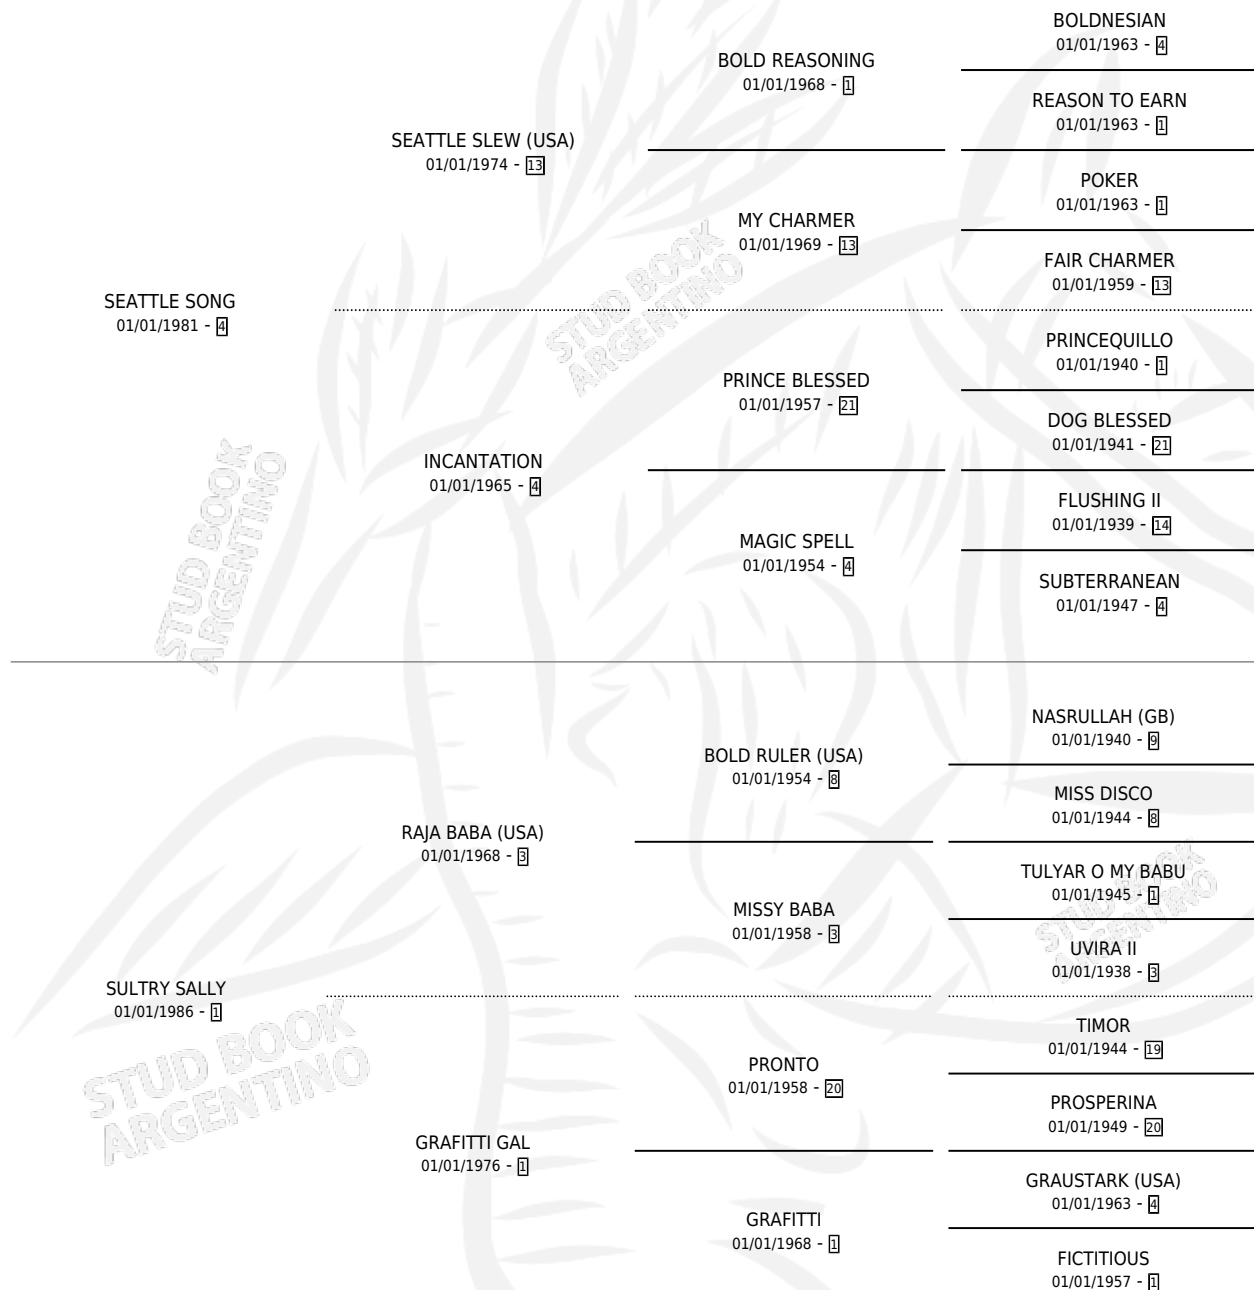 BOLDNESIAN
01/01/1963 - 4
BOLD REASONING
01/01/1968 - 1
REASON TO EARN
01/01/1963 - 1
SEATTLE SLEW (USA)
01/01/1974 - 13
POKER
01/01/1963 - 1
MY CHARMER
01/01/1969 - 13
FAIR CHARMER
01/01/1959 - 13
SEATTLE SONG
01/01/1981 - 4
STUD BOOK
ARGENTINO
PRINCEQUILLO
01/01/1940 - 1
PRINCE BLESSED
01/01/1957 - 21
DOG BLESSED
01/01/1941 - 21
INCANTATION
01/01/1965 - 4
FLUSHING II
01/01/1939 - 14
MAGIC SPELL
01/01/1954 - 4
SUBTERRANEAN
01/01/1947 - 4
STUD BOOK
ARGENTINO
NASRULLAH (GB)
01/01/1940 - 9
BOLD RULER (USA)
01/01/1954 - 8
MISS DISCO
01/01/1944 - 8
RAJA BABA (USA)
01/01/1968 - 3
TULYAR O MY BABU
01/01/1945 - 1
MISSY BABA
01/01/1958 - 3
UVIRA II
01/01/1938 - 3
STUD BOOK
ARGENTINO
SULTRY SALLY
01/01/1986 - 1
TIMOR
01/01/1944 - 19
PRONTO
01/01/1958 - 20
PROSPERINA
01/01/1949 - 20
STUD BOOK
ARGENTINO
GRAFITTI GAL
01/01/1976 - 1
GRAUSTARK (USA)
01/01/1963 - 4
GRAFITTI
01/01/1968 - 1
FICTITIOUS
01/01/1957 - 1